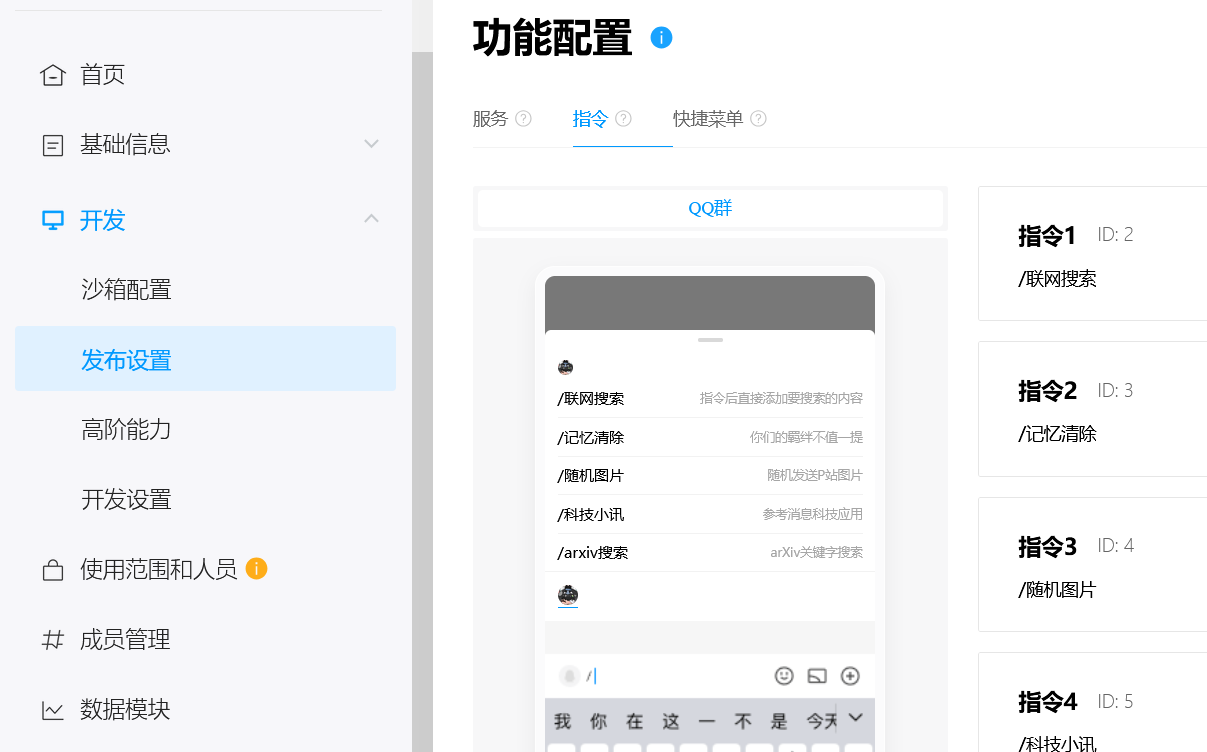 首页
基础信息
开发
沙箱配置
发布设置
高阶能力
开发设置
使用范围和人员
成员管理
数据模块
功能配置
服务 指令 快捷菜单
QQ群
/联网搜索 指令后直接添加要搜索的内容
/记忆清除 你们的羁绊不值一提
/随机图片 随机发送P站图片
/科技小讯 参考消息科技应用
/arxiv搜索 arXiv关键字搜索
/
我 你 在 这 一 不 是 今天
指令1 ID: 2
/联网搜索
指令2 ID: 3
/记忆清除
指令3 ID: 4
/随机图片
指令4 ID: 5
/科技小讯